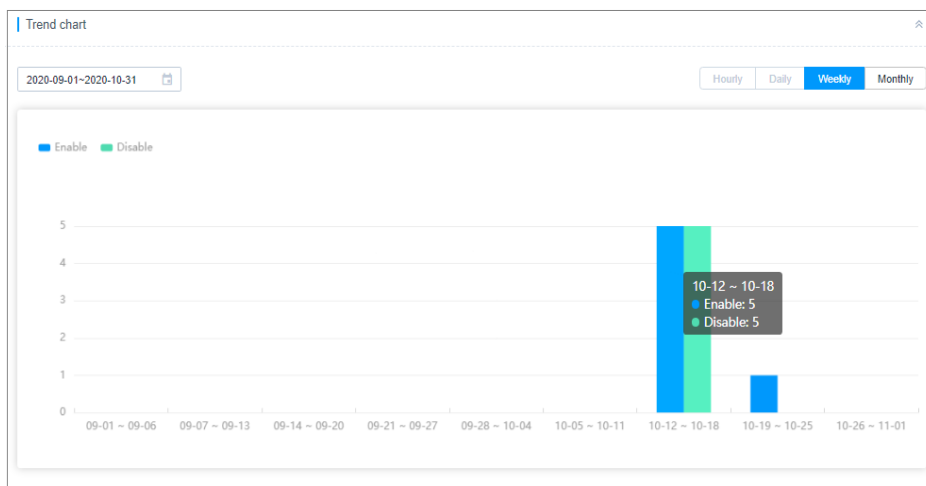 Trend chart
2020-09-01~2020-10-31
Hourly Daily Weekly Monthly
Enable Disable
5
4
3
2
1
0
10-12 ~ 10-18
Enable: 5
Disable: 5
09-01 ~ 09-06 09-07 ~ 09-13 09-14 ~ 09-20 09-21 ~ 09-27 09-28 ~ 10-04 10-05 ~ 10-11 10-12 ~ 10-18 10-19 ~ 10-25 10-26 ~ 11-01